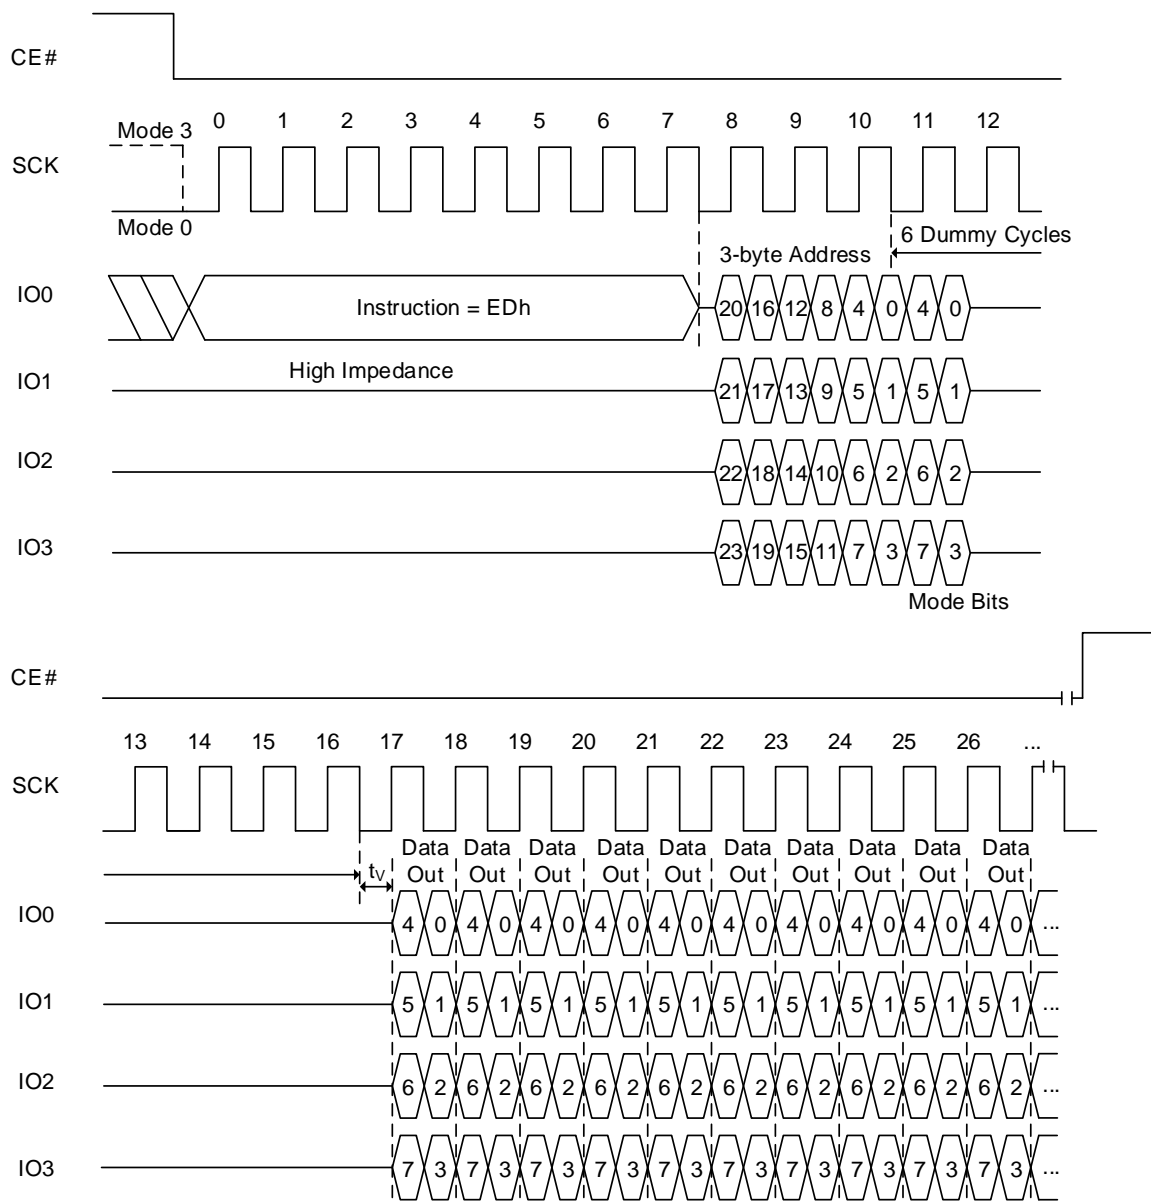 CE#
0 1 2 3 4 5 6 7 8 9 10 11 12
Mode 3
SCK
Mode 0
6 Dummy Cycles
3-byte Address
IO0
Instruction = EDh
20 16 12 8 4 0 4 0
High Impedance
IO1
21 17 13 9 5 1 5 1
IO2
22 18 14 10 6 2 6 2
IO3
23 19 15 11 7 3 7 3
Mode Bits
CE#
13 14 15 16 17 18 19 20 21 22 23 24 25 26 ...
SCK
Data Data Data Data Data Data Data Data Data Data
tV Out Out Out Out Out Out Out Out Out Out
IO0
4 0 4 0 4 0 4 0 4 0 4 0 4 0 4 0 4 0 4 0 ...
IO1
5 1 5 1 5 1 5 1 5 1 5 1 5 1 5 1 5 1 5 1 ...
IO2
6 2 6 2 6 2 6 2 6 2 6 2 6 2 6 2 6 2 6 2 ...
IO3
7 3 7 3 7 3 7 3 7 3 7 3 7 3 7 3 7 3 7 3 ...